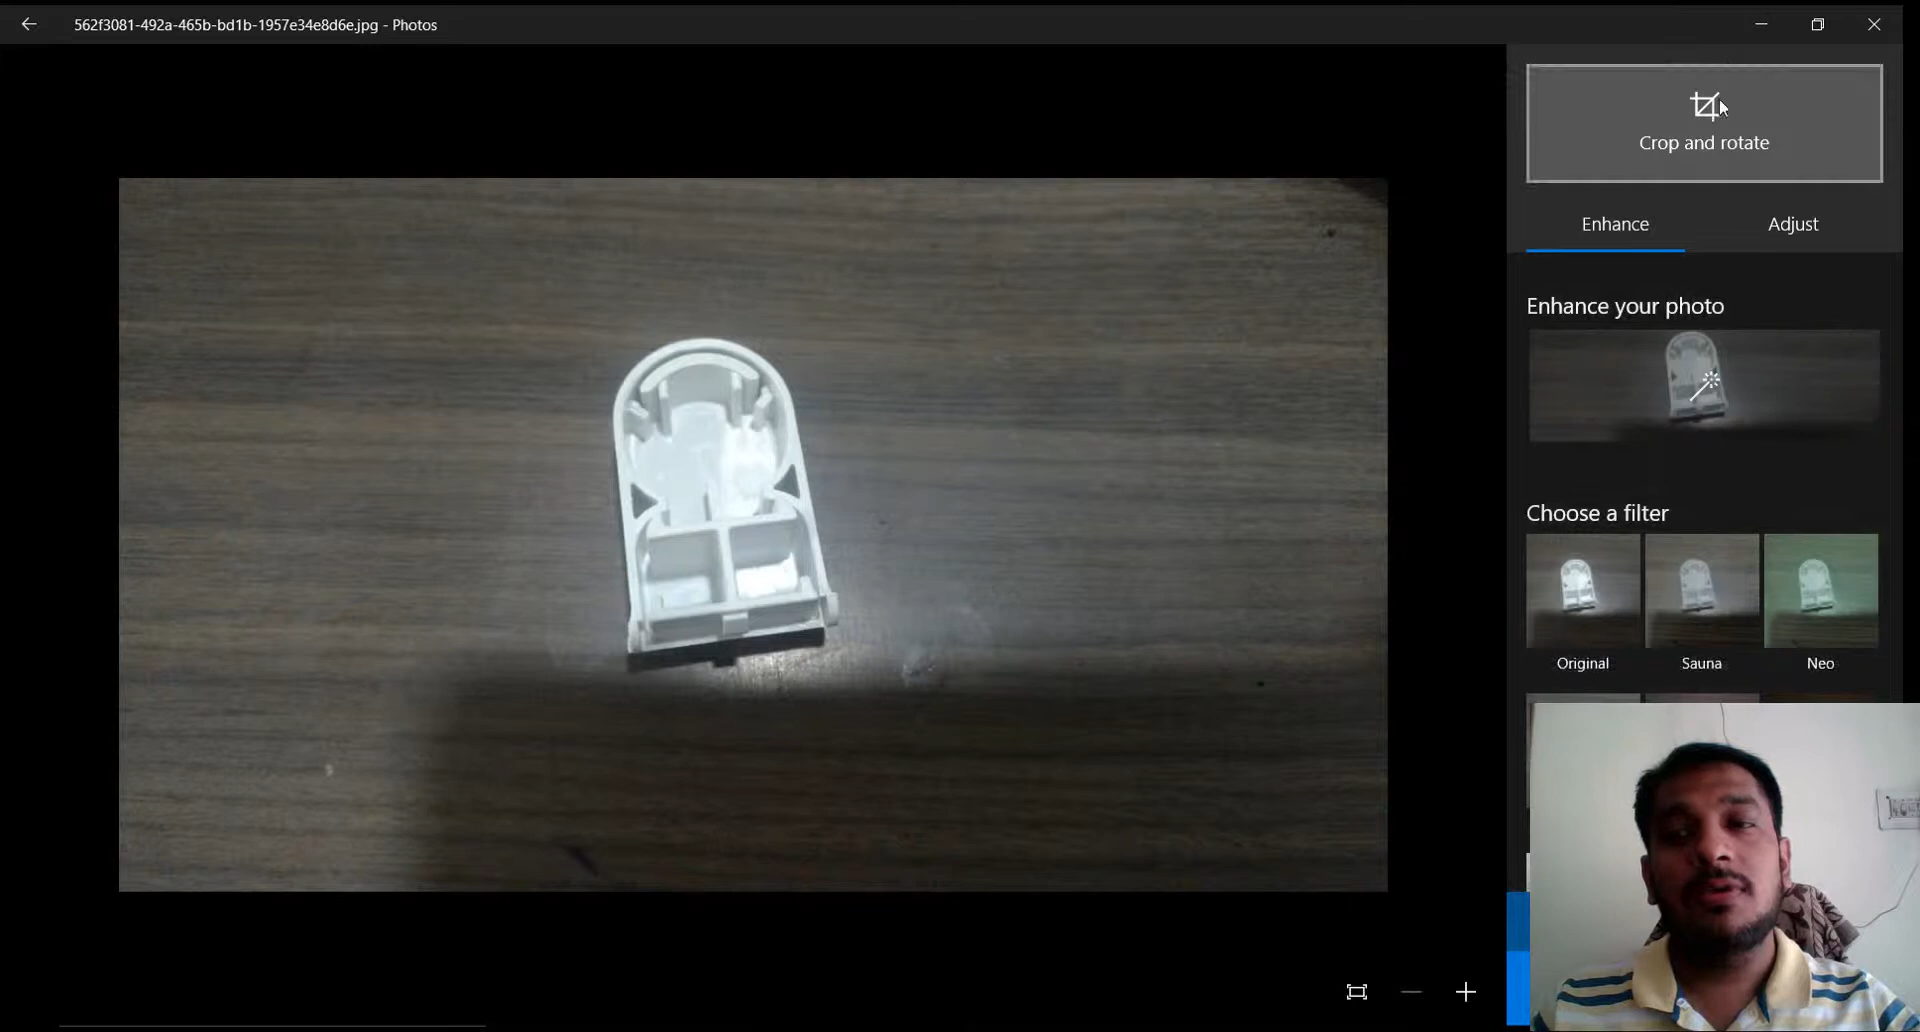 562f3081-492a-465b-bd1b-1957e34e8d6e.jpg - Photos
Crop and rotate
Enhance
Adjust
Enhance your photo
Choose a filter
Original
Sauna
Neo